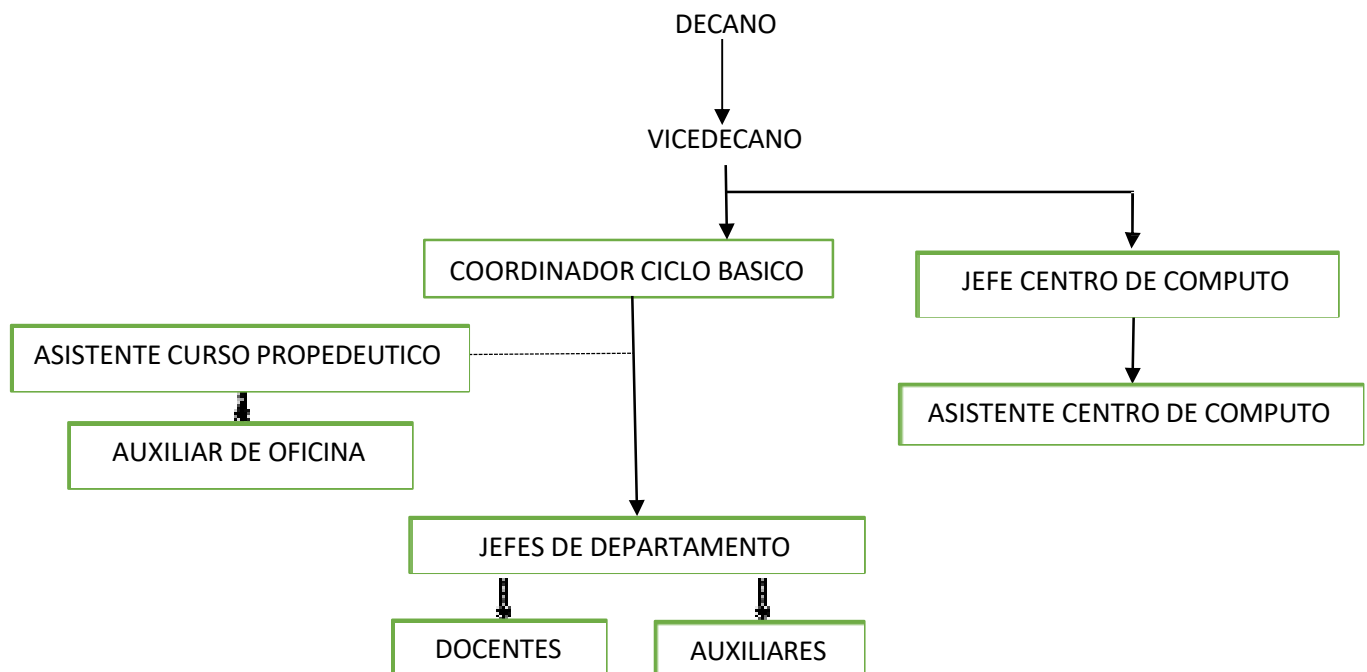 DECANO
VICEDECANO
COORDINADOR CICLO BASICO
JEFE CENTRO DE COMPUTO
ASISTENTE CURSO PROPEDEUTICO
ASISTENTE CENTRO DE COMPUTO
AUXILIAR DE OFICINA
JEFES DE DEPARTAMENTO
DOCENTES
AUXILIARES